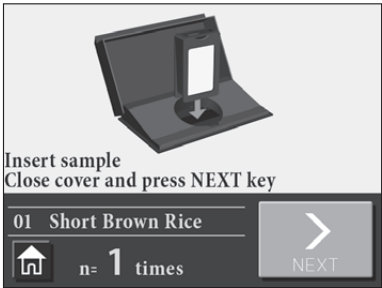 Insert sample
Close cover and press NEXT key
01 Short Brown Rice
n= 1 times
NEXT